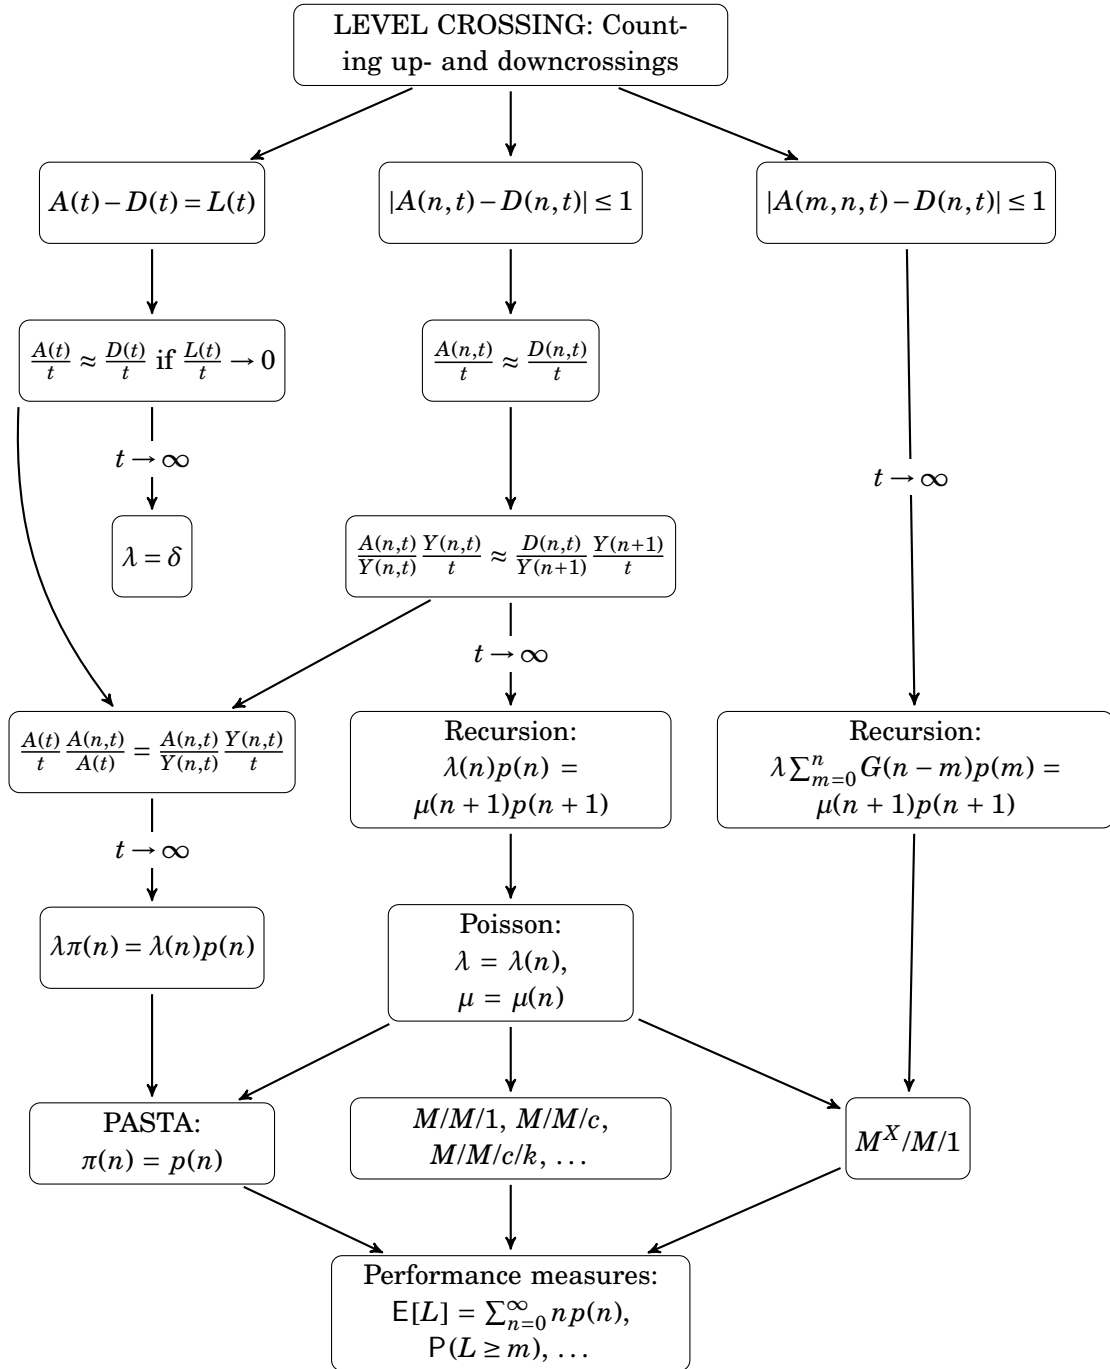 LEVEL CROSSING: Count-
ing up- and downcrossings
A(t) − D(t) = L(t)
|A(n,t) − D(n,t)| ≤ 1
|A(m,n,t) − D(n,t)| ≤ 1
A(t)/t ≈ D(t)/t if L(t)/t → 0
A(n,t)/t ≈ D(n,t)/t
t → ∞
t → ∞
λ = δ
A(n,t)/Y(n,t) Y(n,t)/t ≈ D(n,t)/Y(n+1) Y(n+1)/t
t → ∞
A(t)/t A(n,t)/A(t) = A(n,t)/Y(n,t) Y(n,t)/t
Recursion:
λ(n)p(n) =
μ(n + 1)p(n + 1)
Recursion:
λ∑_{m=0}^{n} G(n − m)p(m) =
μ(n + 1)p(n + 1)
t → ∞
λπ(n) = λ(n)p(n)
Poisson:
λ = λ(n),
μ = μ(n)
PASTA:
π(n) = p(n)
M/M/1, M/M/c,
M/M/c/k, ...
M^X/M/1
Performance measures:
E[L] = ∑_{n=0}^{∞} np(n),
P(L ≥ m), ...